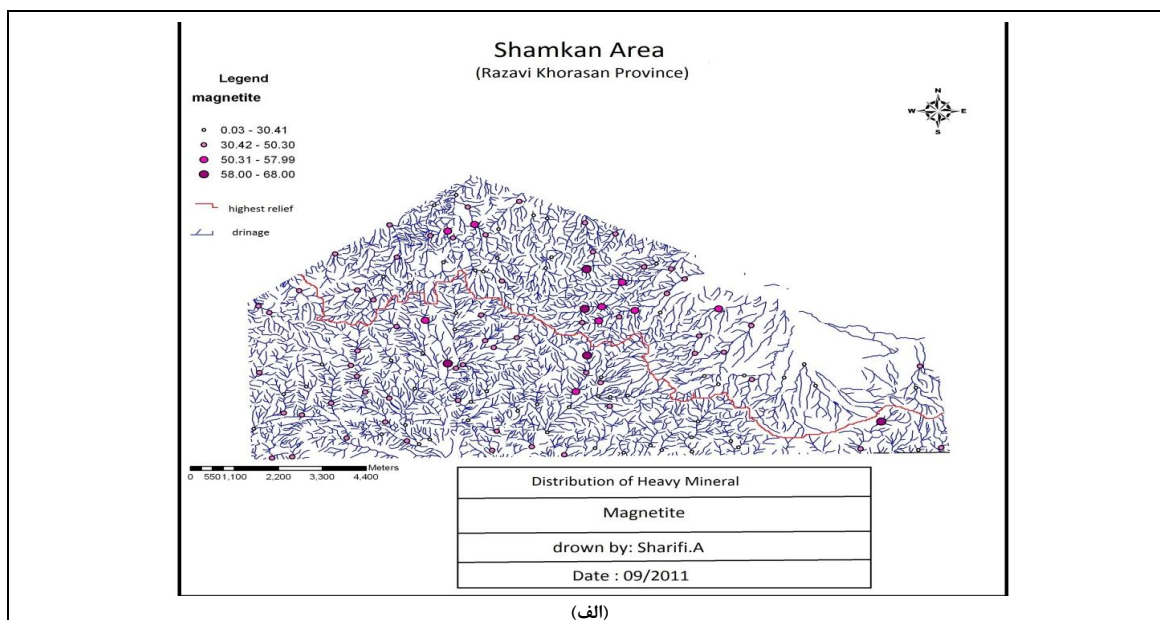 Shamkan Area
(Razavi Khorasan Province)
Legend
magnetite
0.03 - 30.41
30.42 - 50.30
50.31 - 57.99
58.00 - 68.00
highest relief
drinage
N
W E
S
Meters
0 550 1,100 2,200 3,300 4,400
Distribution of Heavy Mineral
Magnetite
drown by: Sharifi.A
Date : 09/2011
(الف)